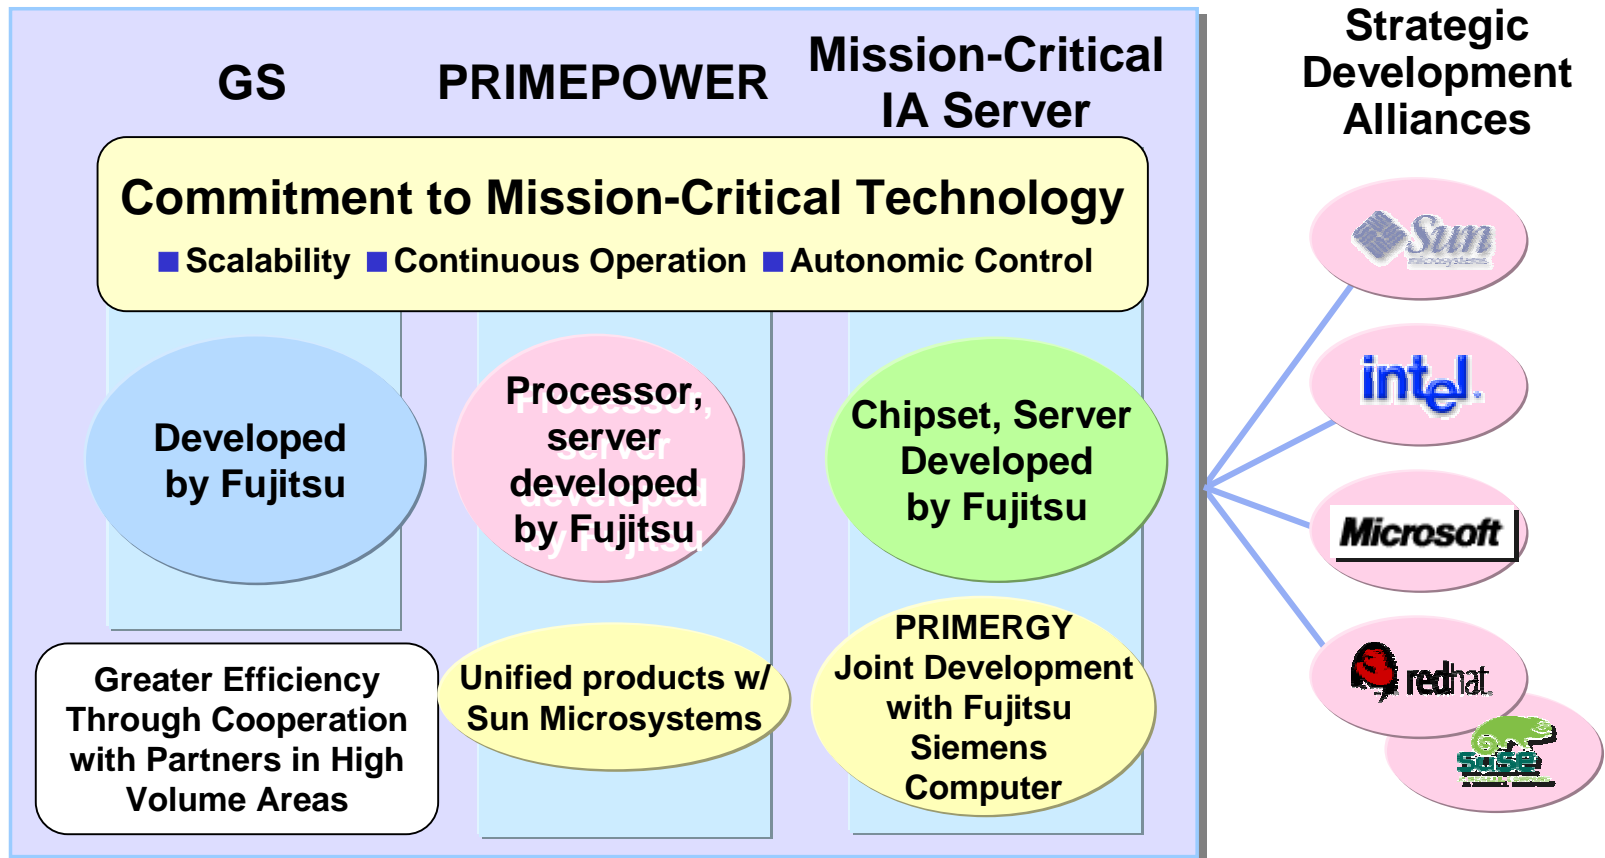 GS
PRIMEPOWER
Mission-Critical
IA Server
Commitment to Mission-Critical Technology
Scalability
Continuous Operation
Autonomic Control
Developed
by Fujitsu
Processor,
server
developed
by Fujitsu
Chipset, Server
Developed
by Fujitsu
Greater Efficiency
Through Cooperation
with Partners in High
Volume Areas
Unified products w/
Sun Microsystems
PRIMERGY
Joint Development
with Fujitsu
Siemens
Computer
Strategic
Development
Alliances
Sun
microsystems
intel.
Microsoft
redhat.
SuSE